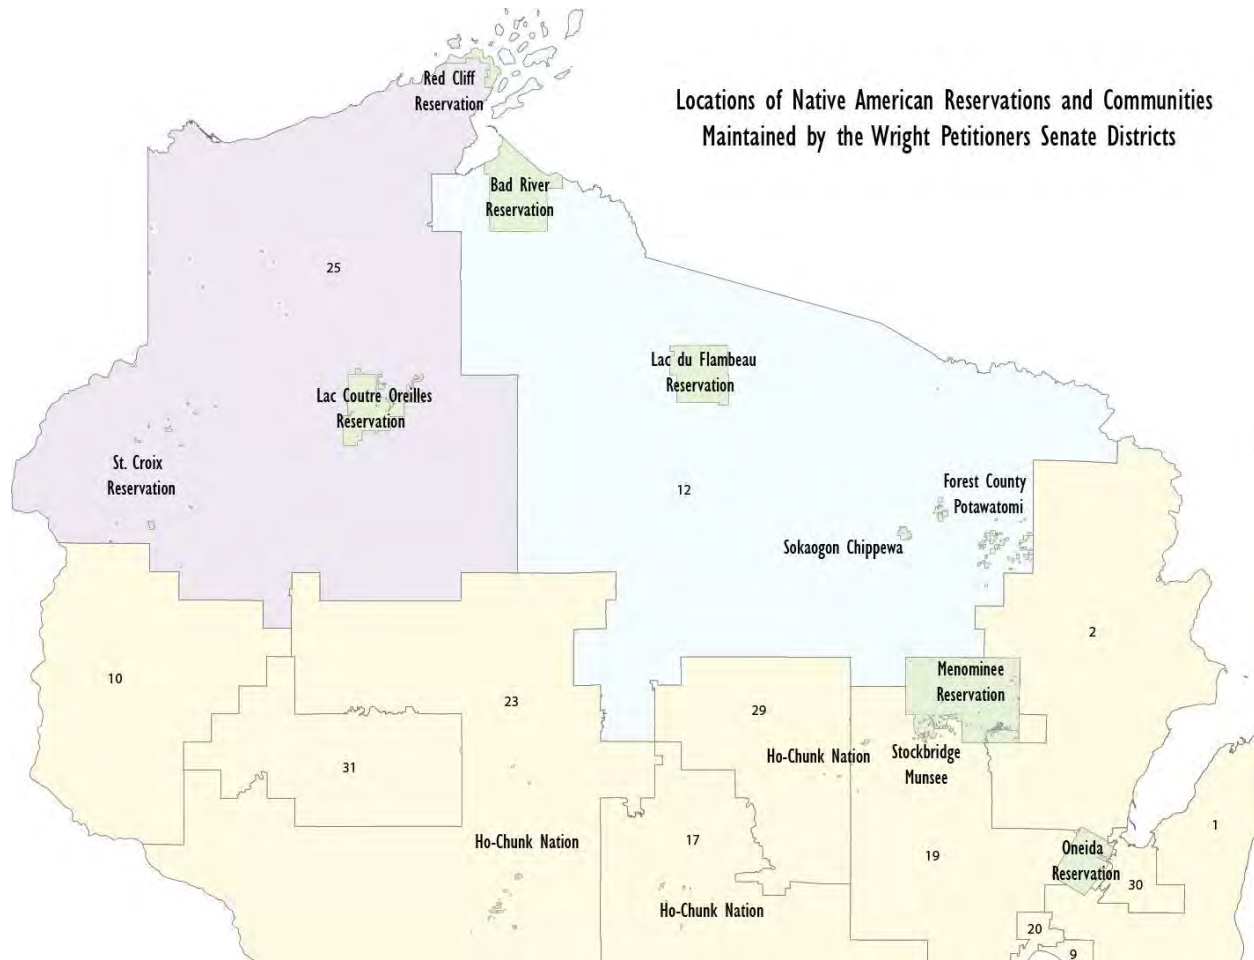 Locations of Native American Reservations and Communities
Maintained by the Wright Petitioners Senate Districts
Red Cliff
Reservation
Bad River
Reservation
25
Lac du Flambeau
Reservation
Lac Coutre Oreilles
Reservation
St. Croix
Reservation
12
Forest County
Potawatomi
Sokaogon Chippewa
2
10
Menominee
Reservation
23
29
Ho-Chunk Nation
Stockbridge
Munsee
31
1
Ho-Chunk Nation
17
19
Oneida
Reservation
30
Ho-Chunk Nation
20
9